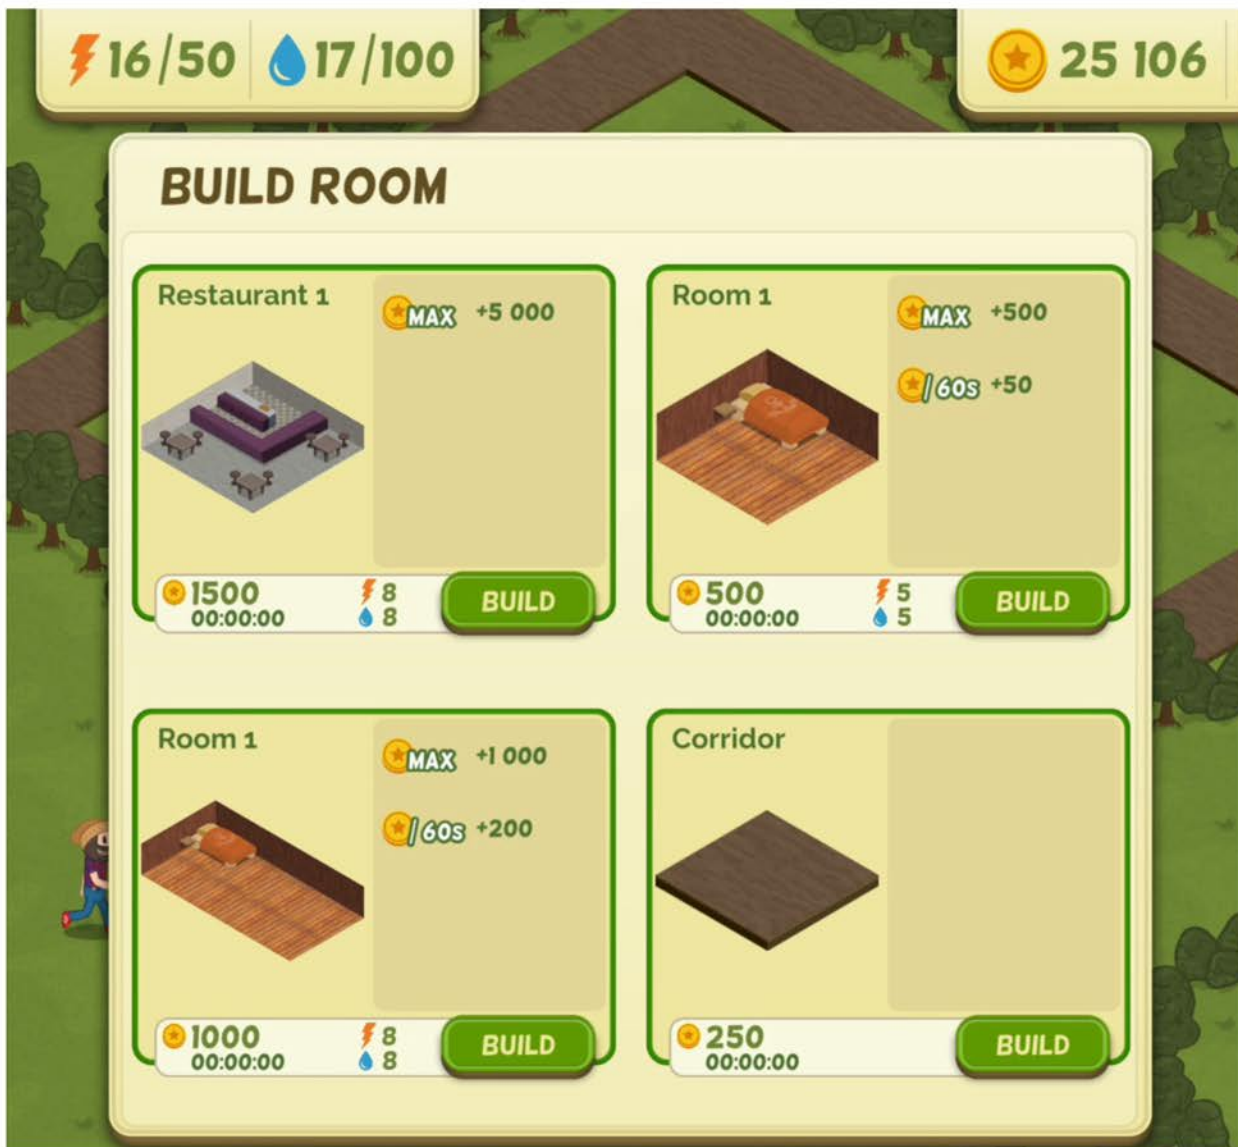 16/50 17/100 25 106
BUILD ROOM
Restaurant 1
MAX +5 000
1500 8
00:00:00 8
BUILD
Room 1
MAX +500
/60s +50
500 5
00:00:00 5
BUILD
Room 1
MAX +1 000
/60s +200
1000 8
00:00:00 8
BUILD
Corridor
250
00:00:00
BUILD